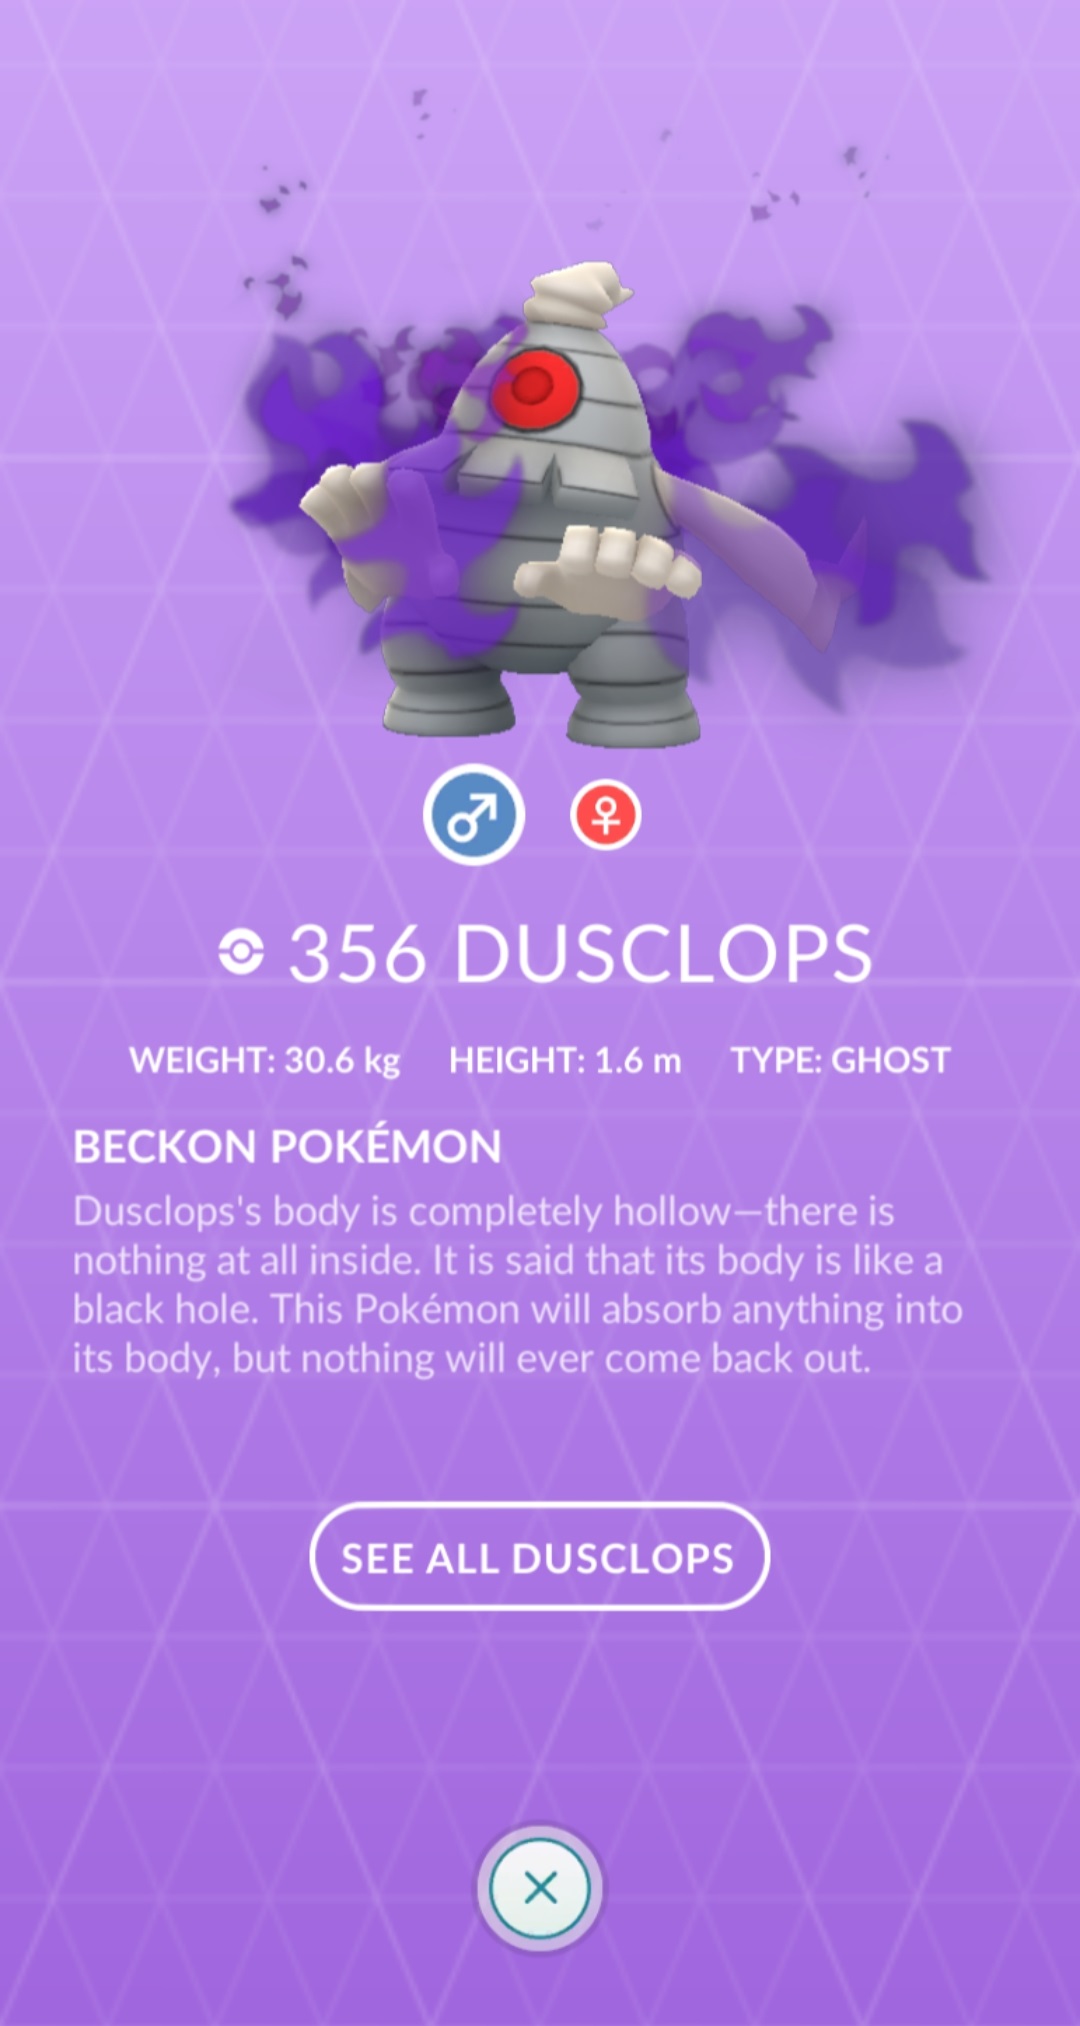 356 DUSCLOPS
WEIGHT: 30.6 kg HEIGHT: 1.6 m TYPE: GHOST
BECKON POKÉMON
Dusclops's body is completely hollow—there is
nothing at all inside. It is said that its body is like a
black hole. This Pokémon will absorb anything into
its body, but nothing will ever come back out.
SEE ALL DUSCLOPS